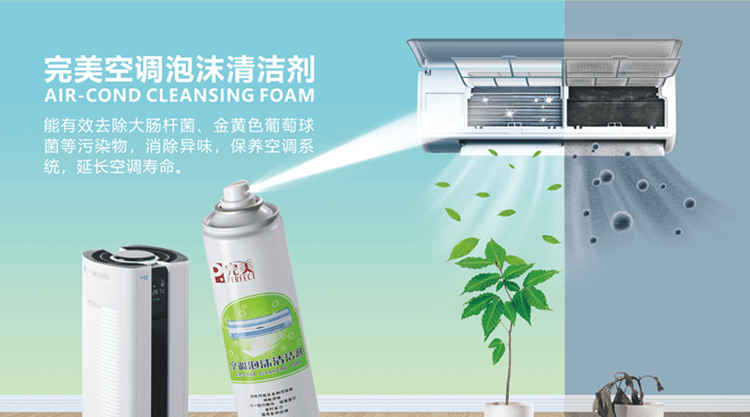 完美空调泡沫清洁剂
AIR-COND CLEANSING FOAM
能有效去除大肠杆菌、金黄色葡萄球
菌等污染物，消除异味，保养空调系
统，延长空调寿命。
完美
PERFECT
空调泡沫清洁剂